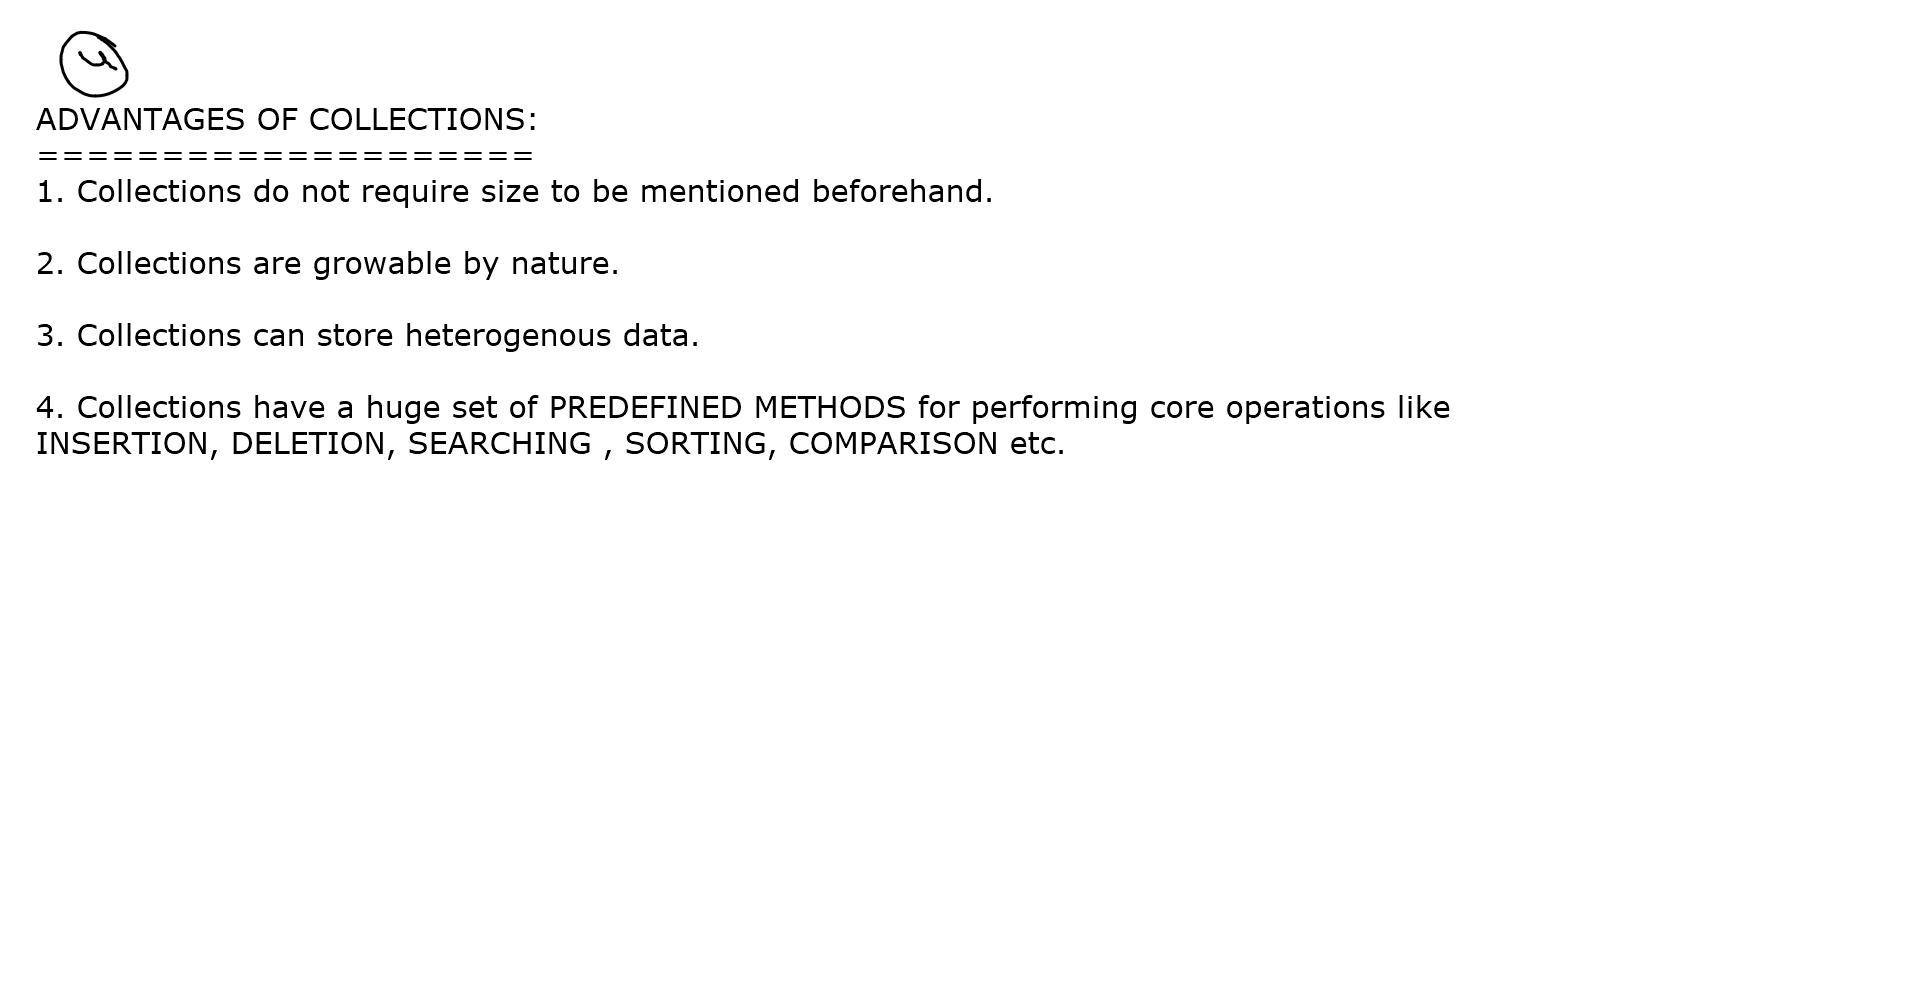 ADVANTAGES OF COLLECTIONS:
====================
1. Collections do not require size to be mentioned beforehand.
2. Collections are growable by nature.
3. Collections can store heterogenous data.
4. Collections have a huge set of PREDEFINED METHODS for performing core operations like
INSERTION, DELETION, SEARCHING , SORTING, COMPARISON etc.